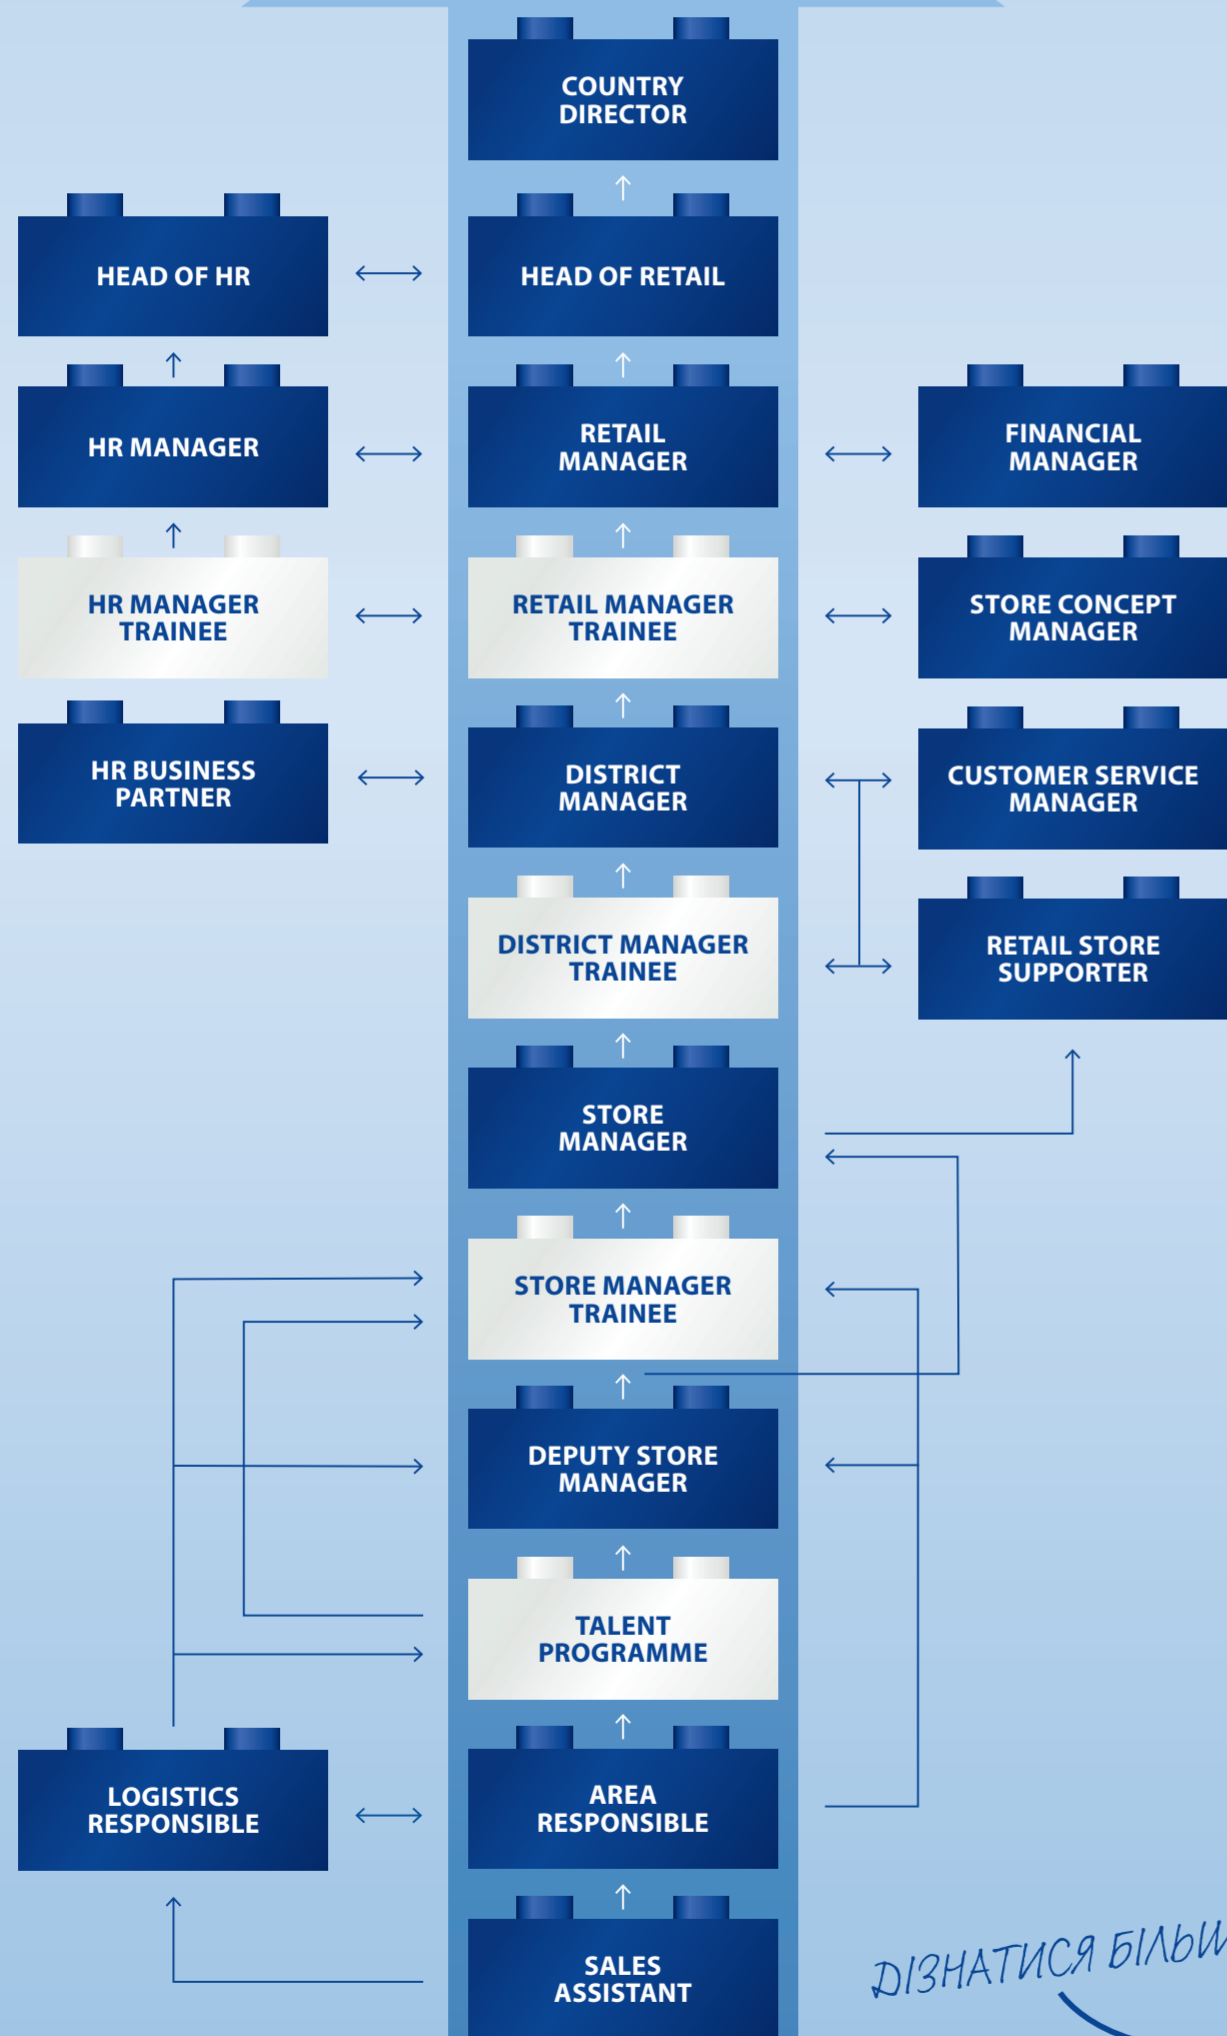 COUNTRY
DIRECTOR
HEAD OF HR
HEAD OF RETAIL
HR MANAGER
RETAIL
MANAGER
FINANCIAL
MANAGER
HR MANAGER
TRAINEE
RETAIL MANAGER
TRAINEE
STORE CONCEPT
MANAGER
HR BUSINESS
PARTNER
DISTRICT
MANAGER
CUSTOMER SERVICE
MANAGER
DISTRICT MANAGER
TRAINEE
RETAIL STORE
SUPPORTER
STORE
MANAGER
STORE MANAGER
TRAINEE
DEPUTY STORE
MANAGER
TALENT
PROGRAMME
LOGISTICS
RESPONSIBLE
AREA
RESPONSIBLE
SALES
ASSISTANT
ДІЗНАТИСЯ